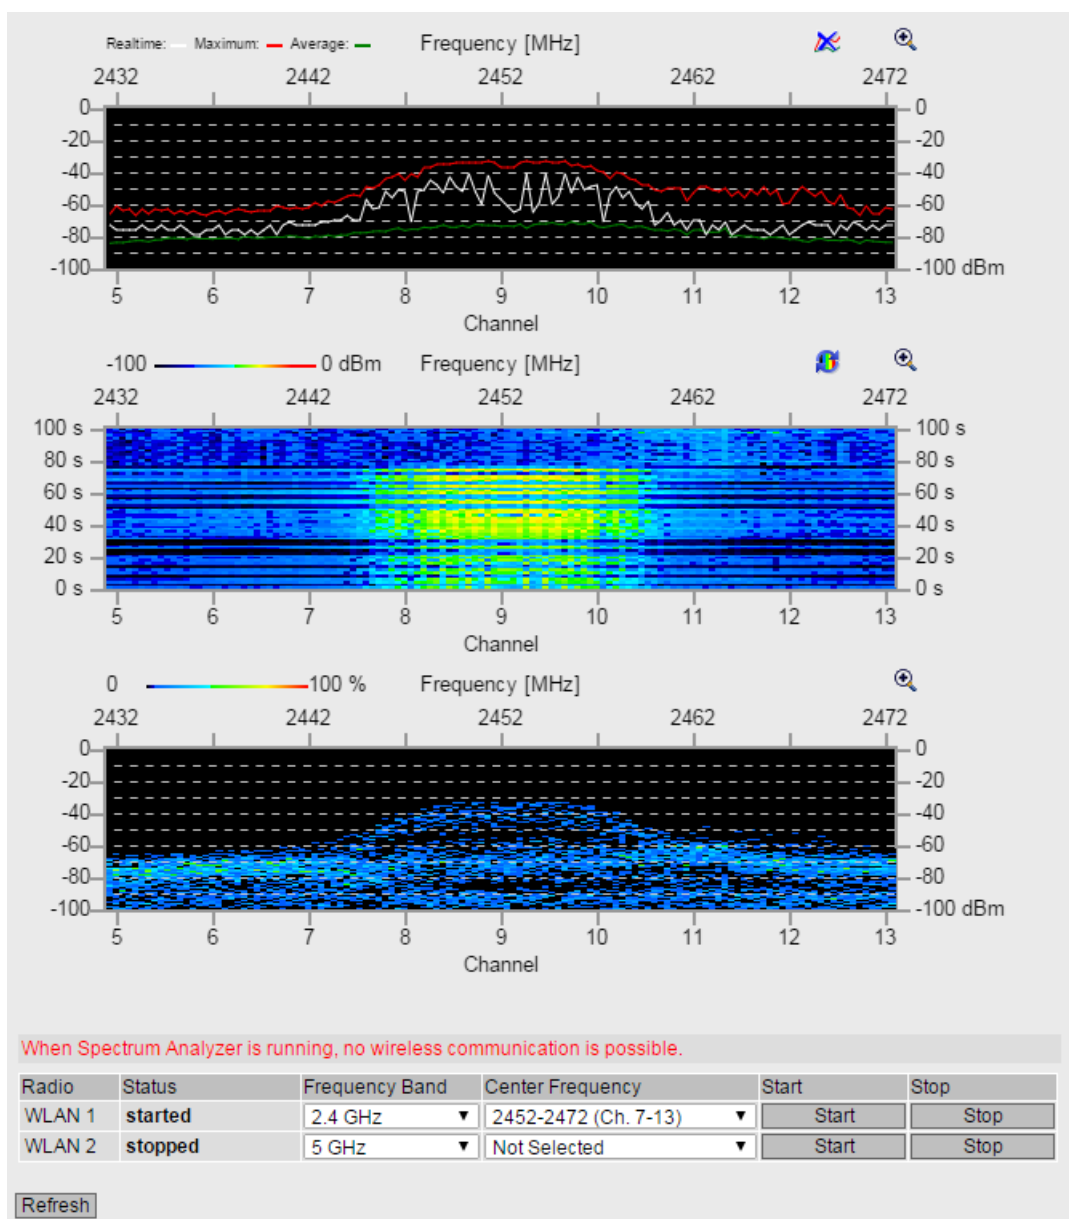 Realtime: Maximum: Average: Frequency [MHz]
2432 2442 2452 2462 2472
0 0
-20 -20
-40 -40
-60 -60
-80 -80
-100 -100 dBm
5 6 7 8 9 10 11 12 13
Channel
-100 0 dBm Frequency [MHz]
2432 2442 2452 2462 2472
100 s 100 s
80 s 80 s
60 s 60 s
40 s 40 s
20 s 20 s
0 s 0 s
5 6 7 8 9 10 11 12 13
Channel
0 100 % Frequency [MHz]
2432 2442 2452 2462 2472
0 0
-20 -20
-40 -40
-60 -60
-80 -80
-100 -100 dBm
5 6 7 8 9 10 11 12 13
Channel
When Spectrum Analyzer is running, no wireless communication is possible.
Radio Status Frequency Band Center Frequency Start Stop
WLAN 1 started 2.4 GHz 2452-2472 (Ch. 7-13) Start Stop
WLAN 2 stopped 5 GHz Not Selected Start Stop
Refresh